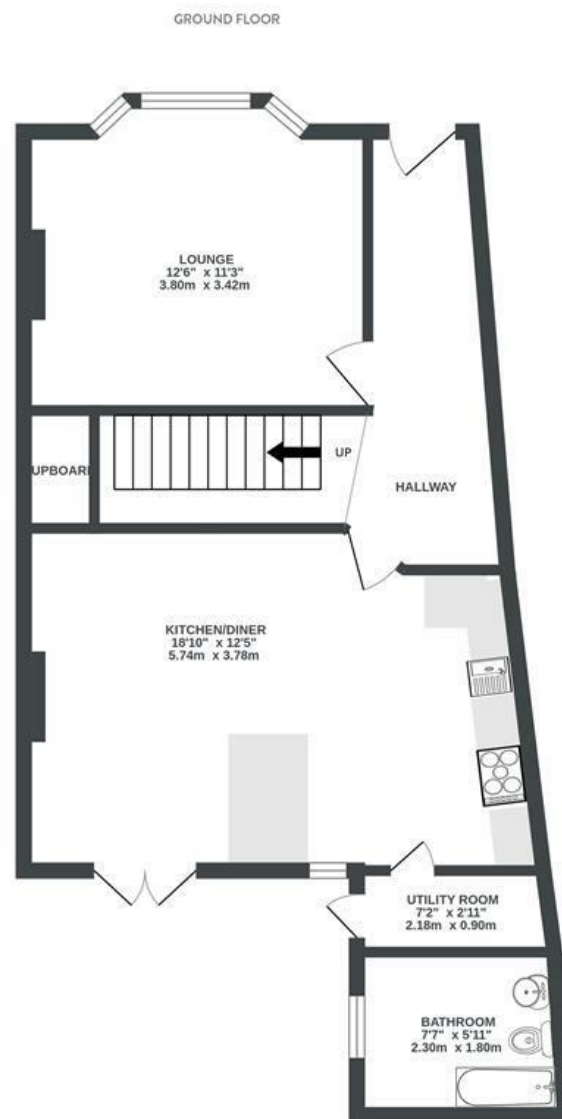 GROUND FLOOR
LOUNGE
12'6" x 11'3"
3.80m x 3.42m
UPBOAR
UP
HALLWAY
KITCHEN/DINER
18'10" x 12'5"
5.74m x 3.78m
UTILITY ROOM
7'2" x 2'11"
2.18m x 0.90m
BATHROOM
7'7" x 5'11"
2.30m x 1.80m